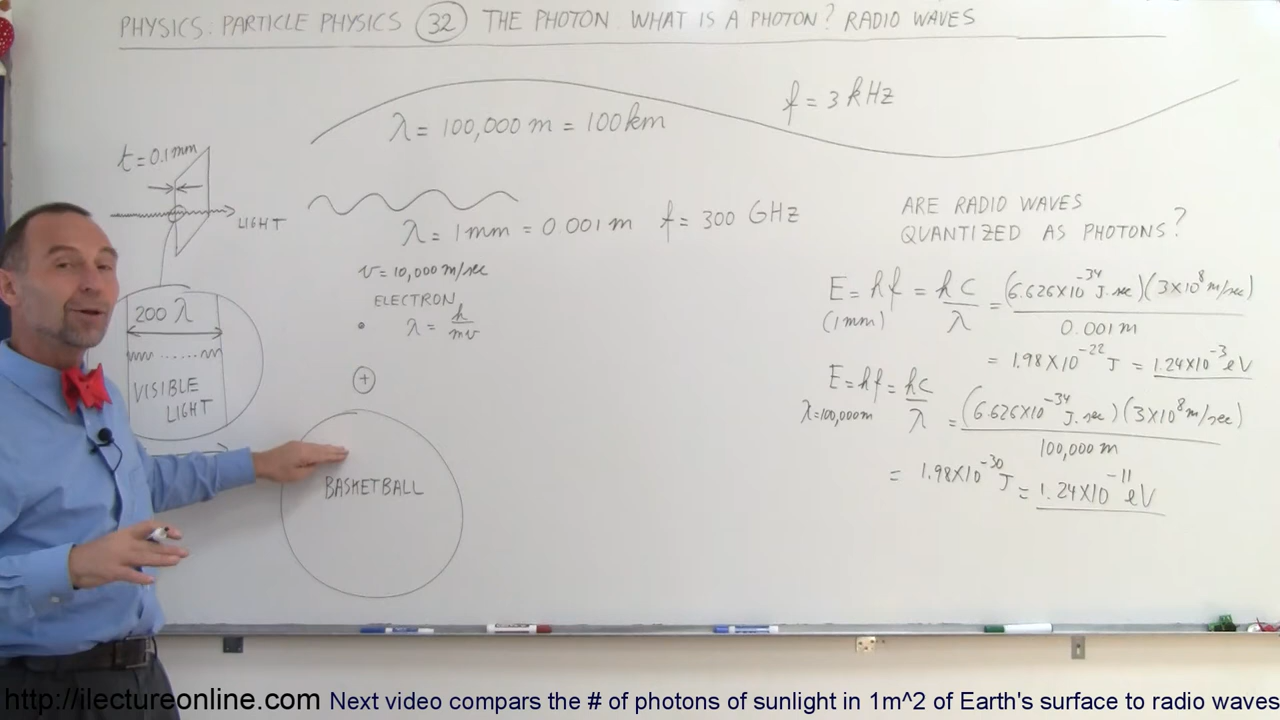 PHYSICS: PARTICLE PHYSICS 32 THE PHOTON: WHAT IS A PHOTON? RADIO WAVES
λ = 100,000 m = 100 km
f = 3 kHz
t = 0.1 mm
LIGHT
λ = 1 mm = 0.001 m f = 300 GHz
200 λ
VISIBLE
LIGHT
v = 10,000 m/sec
ELECTRON
λ = h/mv
+
BASKETBALL
ARE RADIO WAVES
QUANTIZED AS PHOTONS?
E = hf = hc/λ = (6.626×10^-34 J.sec)(3×10^8 m/sec)/0.001 m
(1mm)
= 1.98×10^-22 J = 1.24×10^-3 eV
E = hf = hc/λ = (6.626×10^-34 J.sec)(3×10^8 m/sec)/100,000 m
λ=100,000m
= 1.98×10^-30 J = 1.24×10^-11 eV
http://ilectureonline.com Next video compars the # of photons of sunlight in 1m^2 of Earth's surface to radio waves